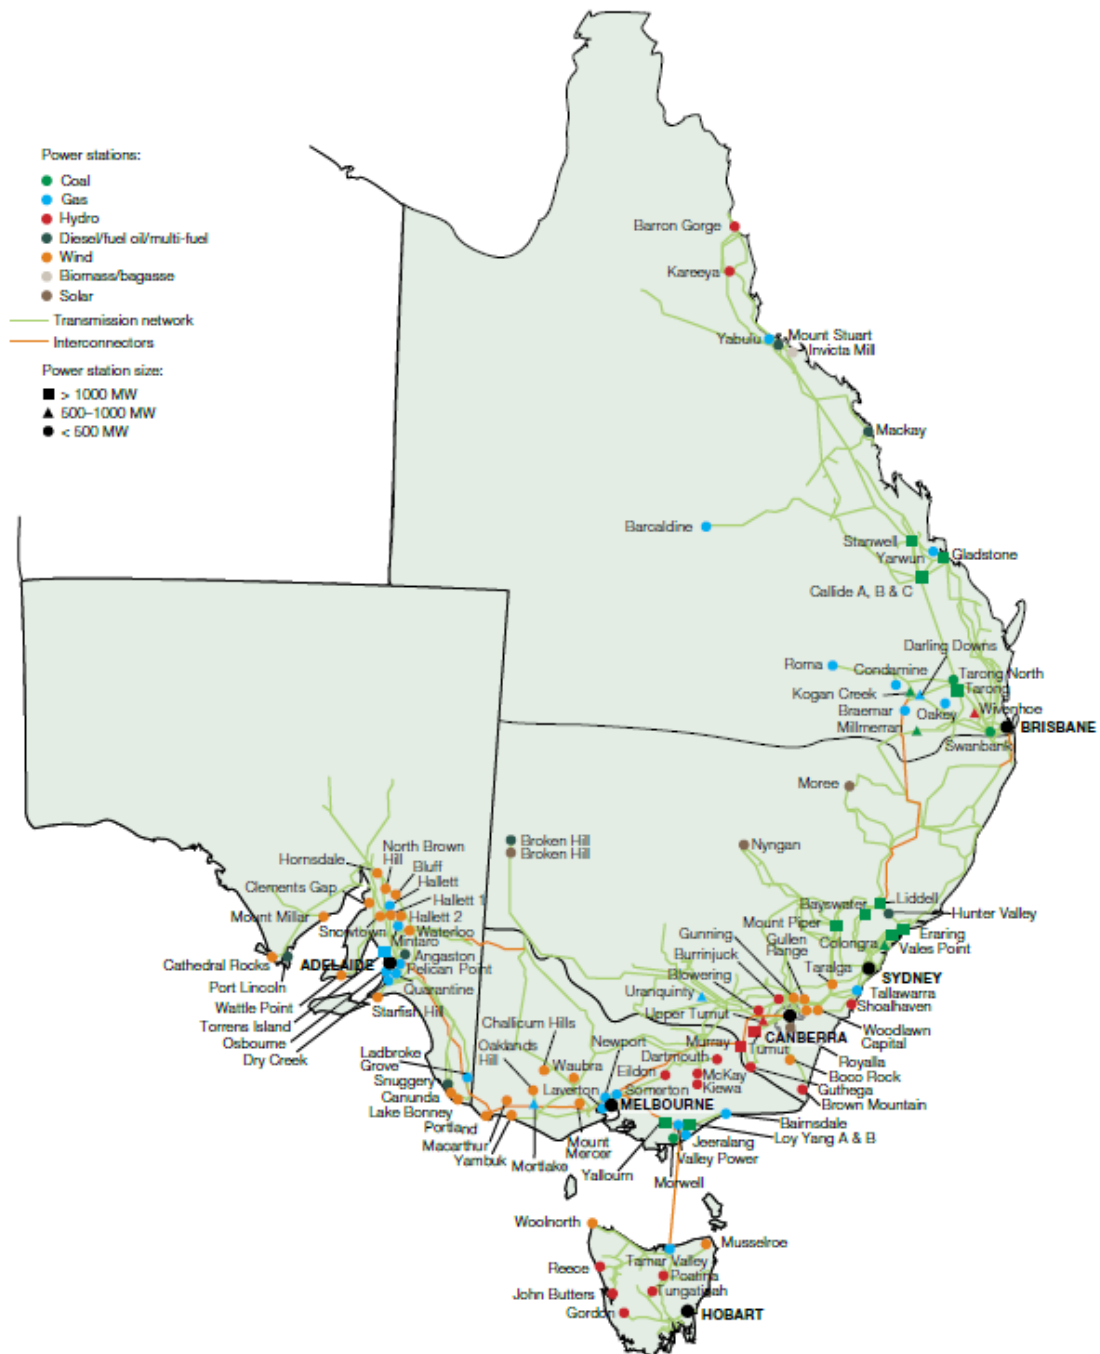 Power stations:
Coal
Gas
Hydro
Diesel/fuel oil/multi-fuel
Wind
Biomass/bagasse
Solar
Transmission network
Interconnectors
Power station size:
> 1000 MW
500–1000 MW
< 500 MW
Barron Gorge
Kareeya
Yabulu
Mount Stuart
Invicta Mill
Mackay
Barcaldine
Stanwell
Yarwun
Gladstone
Callide A, B & C
Darling Downs
Roma
Condamine
Tarong North
Kogan Creek
Tarong
Braemar
Oakey
Wivenhoe
Millmerran
BRISBANE
Swanbank
Moree
Broken Hill
Broken Hill
Nyngan
North Brown
Hill
Hornsdale
Bluff
Clements Gap
Hallett
Hallett 1
Mount Millar
Hallett 2
Snowtown
Waterloo
Mintaro
Cathedral Rocks
ADELAIDE
Angaston
Pelican Point
Port Lincoln
Quarantine
Wattle Point
Starfish Hill
Torrens Island
Osbourne
Dry Creek
Bayswater
Liddell
Mount Piper
Hunter Valley
Gunning
Gullen
Range
Colongra
Eraring
Vales Point
Burrinjuck
Taralga
SYDNEY
Blowering
Tallawarra
Uranquinty
Shoalhaven
Upper Tumut
Woodlawn
Capital
CANBERRA
Murray
Tumut
Royalla
Boco Rock
Guthega
Brown Mountain
Challicum Hills
Newport
Oaklands
Hill
Dartmouth
Ladbroke
Grove
Waubra
Eildon
McKay
Snuggery
Laverton
Somerton
Kiewa
Canunda
MELBOURNE
Lake Bonney
Portland
Bairnsdale
Macarthur
Mount
Mercer
Jeeralang
Loy Yang A & B
Yambuk
Valley Power
Mortlake
Yallourn
Morwell
Woolnorth
Musselroe
Tamar Valley
Reece
Poatina
Tungatinah
John Butters
Gordon
HOBART